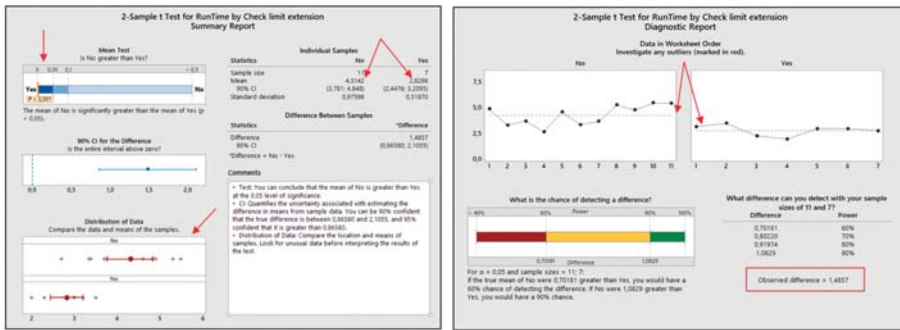 2-Sample t Test for RunTime by Check limit extension
Summary Report
Mean Test
Is No greater than Yes?
0 0,05 0,1 > 0,5
Yes No
P < 0,001
The mean of No is significantly greater than the mean of Yes (p
< 0,05).
90% CI for the Difference
Is the entire interval above zero?
0,0 0,5 1,0 1,5 2,0
Distribution of Data
Compare the data and means of the samples.
No
Yes
2 3 4 5 6
Individual Samples
Statistics No Yes
Sample size 11 7
Mean 4,3142 2,8286
90% CI (3,781; 4,848) (2,4476; 3,2095)
Standard deviation 0,97596 0,51870
Difference Between Samples
Statistics *Difference
Difference 1,4857
90% CI (0,86580; 2,1055)
*Difference = No - Yes
Comments
• Test: You can conclude that the mean of No is greater than Yes
at the 0,05 level of significance.
• CI: Quantifies the uncertainty associated with estimating the
difference in means from sample data. You can be 90% confident
that the true difference is between 0,86580 and 2,1055, and 95%
confident that it is greater than 0,86580.
• Distribution of Data: Compare the location and means of
samples. Look for unusual data before interpreting the results of
the test.
2-Sample t Test for RunTime by Check limit extension
Diagnostic Report
Data in Worksheet Order
Investigate any outliers (marked in red).
No Yes
7,5
5,0
2,5
0,0
1 2 3 4 5 6 7 8 9 10 11 1 2 3 4 5 6 7
What is the chance of detecting a difference?
< 40% 60% Power 90% 100%
0,70181 Difference 1,0829
For α = 0,05 and sample sizes = 11; 7:
If the true mean of No were 0,70181 greater than Yes, you would have a
60% chance of detecting the difference. If No were 1,0829 greater than
Yes, you would have a 90% chance.
What difference can you detect with your sample
sizes of 11 and 7?
Difference Power
0,70181 60%
0,80220 70%
0,91974 80%
1,0829 90%
Observed difference = 1,4857